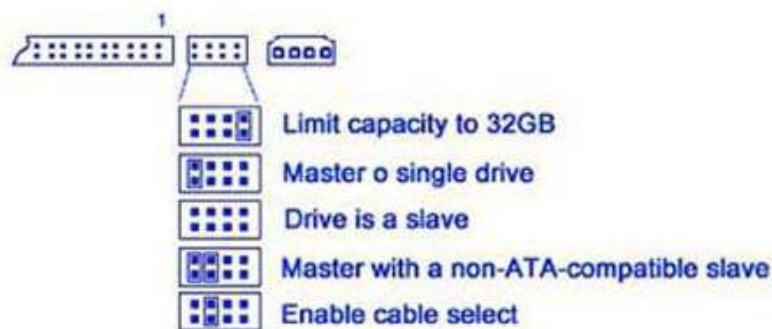 1
Limit capacity to 32GB
Master o single drive
Drive is a slave
Master with a non-ATA-compatible slave
Enable cable select